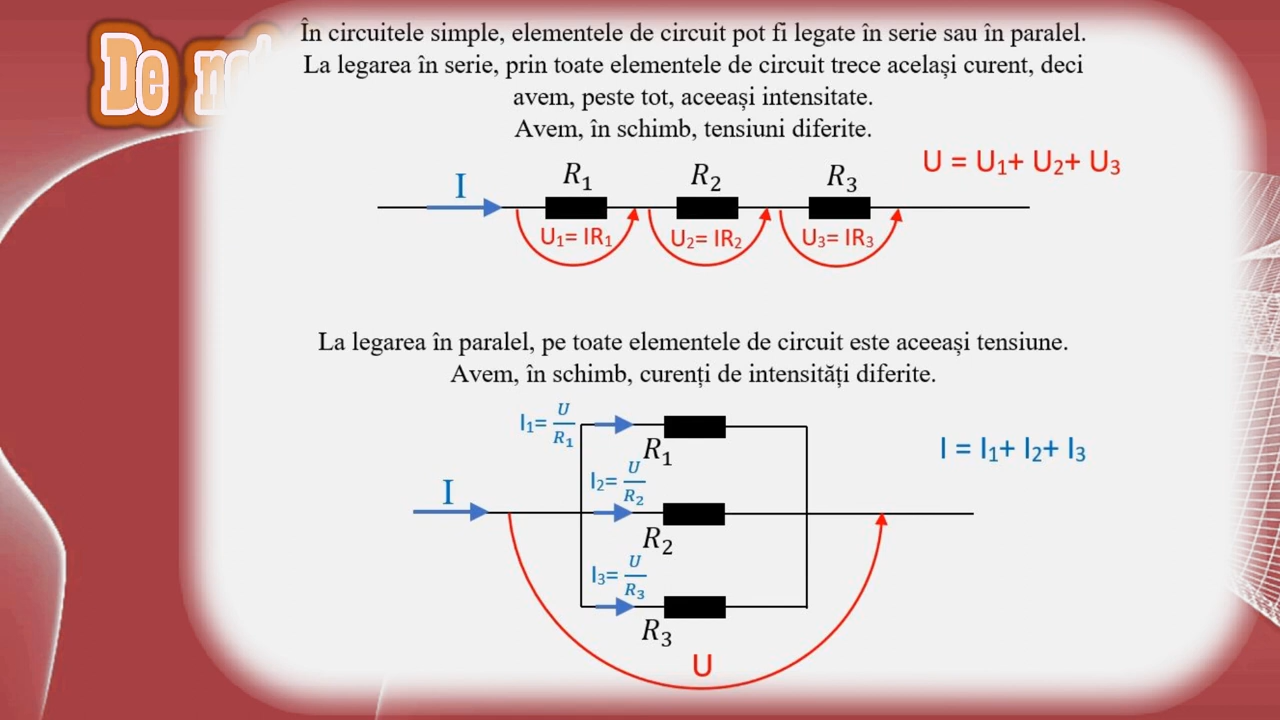 De
În circuitele simple, elementele de circuit pot fi legate în serie sau în paralel.
La legarea în serie, prin toate elementele de circuit trece același curent, deci
avem, peste tot, aceeași intensitate.
Avem, în schimb, tensiuni diferite.
U = U₁+ U₂+ U₃
I
R₁
R₂
R₃
U₁= IR₁
U₂= IR₂
U₃= IR₃
La legarea în paralel, pe toate elementele de circuit este aceeași tensiune.
Avem, în schimb, curenți de intensități diferite.
I₁= U/R₁
R₁
I = I₁+ I₂+ I₃
I₂= U/R₂
I
R₂
I₃= U/R₃
R₃
U